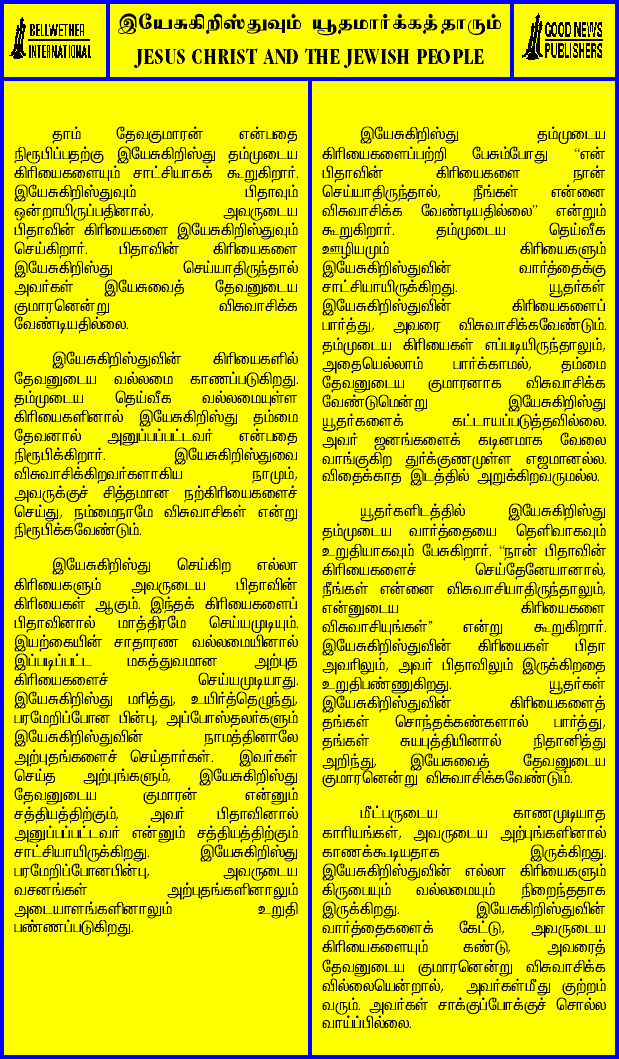 BELLWETHER
INTERNATIONAL
இயேசுகிறிஸ்துவும் யூதமார்க்கத்தாரும்
JESUS CHRIST AND THE JEWISH PEOPLE
GOOD NEWS
PUBLISHERS
தாம் தேவகுமாரன் என்பதை
நிரூபிப்பதற்கு இயேசுகிறிஸ்து தம்முடைய
கிரியைகளையும் சாட்சியாகக் கூறுகிறார்.
இயேசுகிறிஸ்துவும் பிதாவும்
ஒன்றாயிருப்பதினால், அவருடைய
பிதாவின் கிரியைகளை இயேசுகிறிஸ்துவும்
செய்கிறார். பிதாவின் கிரியைகளை
இயேசுகிறிஸ்து செய்யாதிருந்தால்
அவர்கள் இயேசுவைத் தேவனுடைய
குமாரனென்று விசுவாசிக்க
வேண்டியதில்லை.
இயேசுகிறிஸ்துவின் கிரியைகளில்
தேவனுடைய வல்லமை காணப்படுகிறது.
தம்முடைய தெய்வீக வல்லமையுள்ள
கிரியைகளினால் இயேசுகிறிஸ்து தம்மை
தேவனால் அனுப்பப்பட்டவர் என்பதை
நிரூபிக்கிறார். இயேசுகிறிஸ்துவை
விசுவாசிக்கிறவர்களாகிய நாமும்,
அவருக்குச் சித்தமான நற்கிரியைகளைச்
செய்து, நம்மைநாமே விசுவாசிகள் என்று
நிரூபிக்கவேண்டும்.
இயேசுகிறிஸ்து செய்கிற எல்லா
கிரியைகளும் அவருடைய பிதாவின்
கிரியைகள் ஆகும். இந்தக் கிரியைகளைப்
பிதாவினால் மாத்திரமே செய்யமுடியும்.
இயற்கையின் சாதாரண வல்லமையினால்
இப்படிப்பட்ட மகத்துவமான அற்புத
கிரியைகளைச் செய்யமுடியாது.
இயேசுகிறிஸ்து மரித்து, உயிர்த்தெழுந்து,
பரமேறிப்போன பின்பு, அப்போஸ்தலர்களும்
இயேசுகிறிஸ்துவின் நாமத்தினாலே
அற்புதங்களைச் செய்தார்கள். இவர்கள்
செய்த அற்புங்களும், இயேசுகிறிஸ்து
தேவனுடைய குமாரன் என்னும்
சத்தியத்திற்கும், அவர் பிதாவினால்
அனுப்பப்பட்டவர் என்னும் சத்தியத்திற்கும்
சாட்சியாயிருக்கிறது. இயேசுகிறிஸ்து
பரமேறிப்போனபின்பு, அவருடைய
வசனங்கள் அற்புதங்களினாலும்
அடையாளங்களினாலும் உறுதி
பண்ணப்படுகிறது.
இயேசுகிறிஸ்து தம்முடைய
கிரியைகளைப்பற்றி பேசும்போது “என்
பிதாவின் கிரியைகளை நான்
செய்யாதிருந்தால், நீங்கள் என்னை
விசுவாசிக்க வேண்டியதில்லை” என்றும்
கூறுகிறார். தம்முடைய தெய்வீக
ஊழியமும் கிரியைகளும்
இயேசுகிறிஸ்துவின் வார்த்தைக்கு
சாட்சியாயிருக்கிறது. யூதர்கள்
இயேசுகிறிஸ்துவின் கிரியைகளைப்
பார்த்து, அவரை விசுவாசிக்கவேண்டும்.
தம்முடைய கிரியைகள் எப்படியிருந்தாலும்,
அதையெல்லாம் பார்க்காமல், தம்மை
தேவனுடைய குமாரனாக விசுவாசிக்க
வேண்டுமென்று இயேசுகிறிஸ்து
யூதர்களைக் கட்டாயப்படுத்தவில்லை.
அவர் ஜனங்களைக் கடினமாக வேலை
வாங்குகிற துர்க்குணமுள்ள எஜமானல்ல.
விதைக்காத இடத்தில் அறுக்கிறவருமல்ல.
யூதர்களிடத்தில் இயேசுகிறிஸ்து
தம்முடைய வார்த்தையை தெளிவாகவும்
உறுதியாகவும் பேசுகிறார். “நான் பிதாவின்
கிரியைகளைச் செய்தேனேயானால்,
நீங்கள் என்னை விசுவாசியாதிருந்தாலும்,
என்னுடைய கிரியைகளை
விசுவாசியுங்கள்” என்று கூறுகிறார்.
இயேசுகிறிஸ்துவின் கிரியைகள் பிதா
அவரிலும், அவர் பிதாவிலும் இருக்கிறதை
உறுதிபண்ணுகிறது. யூதர்கள்
இயேசுகிறிஸ்துவின் கிரியைகளைத்
தங்கள் சொந்தக்கண்களால் பார்த்து,
தங்கள் சுயபுத்தியினால் நிதானித்து
அறிந்து, இயேசுவைத் தேவனுடைய
குமாரனென்று விசுவாசிக்கவேண்டும்.
மீட்பருடைய காணமுடியாத
காரியங்கள், அவருடைய அற்புங்களினால்
காணக்கூடியதாக இருக்கிறது.
இயேசுகிறிஸ்துவின் எல்லா கிரியைகளும்
கிருபையும் வல்லமையும் நிறைந்ததாக
இருக்கிறது. இயேசுகிறிஸ்துவின்
வார்த்தைகளைக் கேட்டு, அவருடைய
கிரியைகளையும் கண்டு, அவரைத்
தேவனுடைய குமாரனென்று விசுவாசிக்க
வில்லையென்றால், அவர்கள்மீது குற்றம்
வரும். அவர்கள் சாக்குப்போக்குச் சொல்ல
வாய்ப்பில்லை.